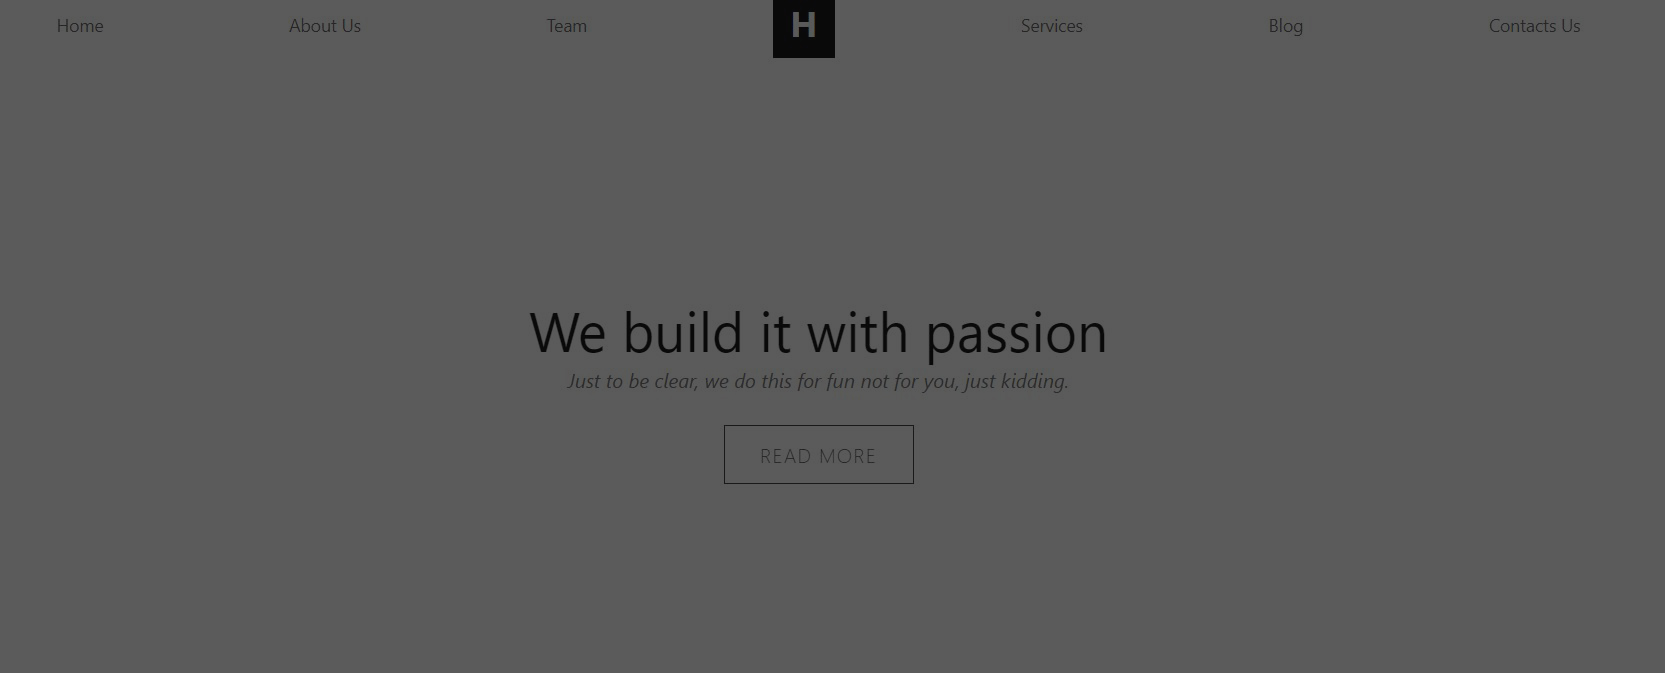 Home About Us Team H Services Blog Contacts Us
We build it with passion
Just to be clear, we do this for fun not for you, just kidding.
READ MORE